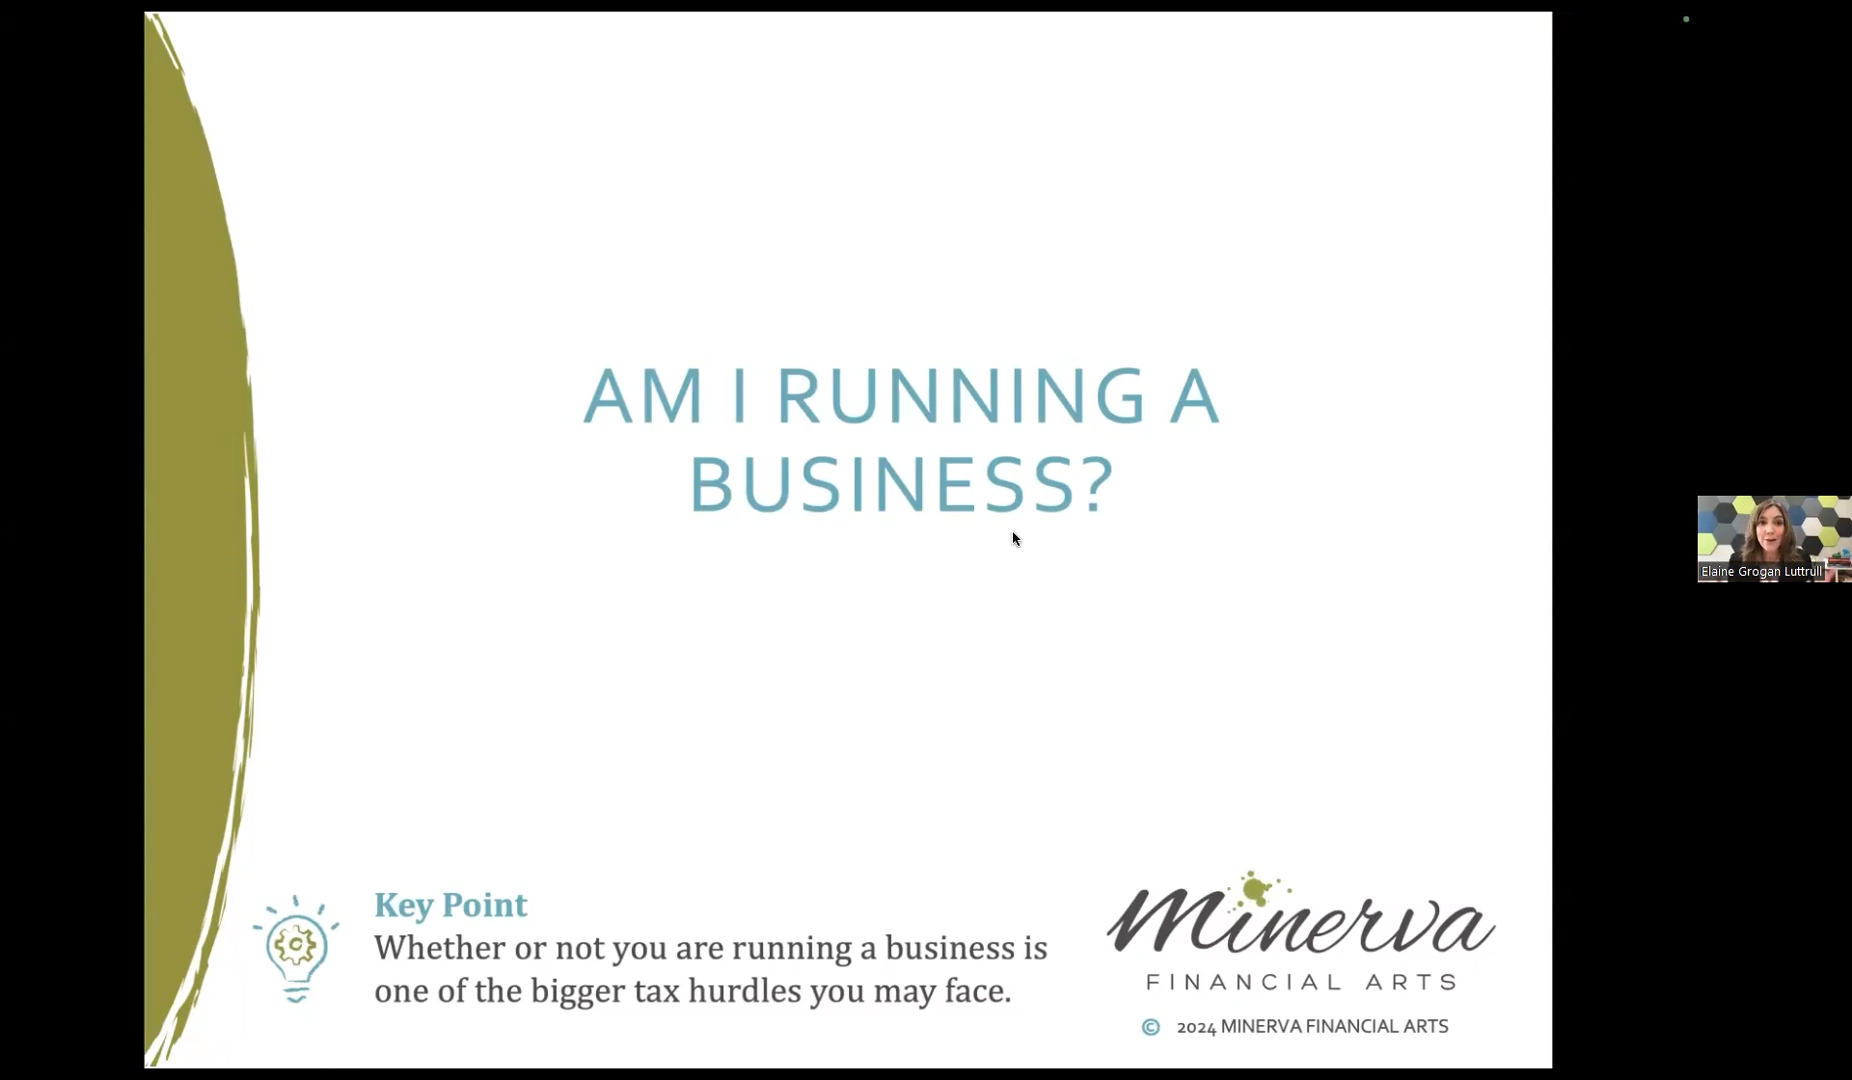 AM I RUNNING A
BUSINESS?
Elaine Grogan Luttrull
Key Point
Whether or not you are running a business is
one of the bigger tax hurdles you may face.
Minerva
FINANCIAL ARTS
© 2024 MINERVA FINANCIAL ARTS